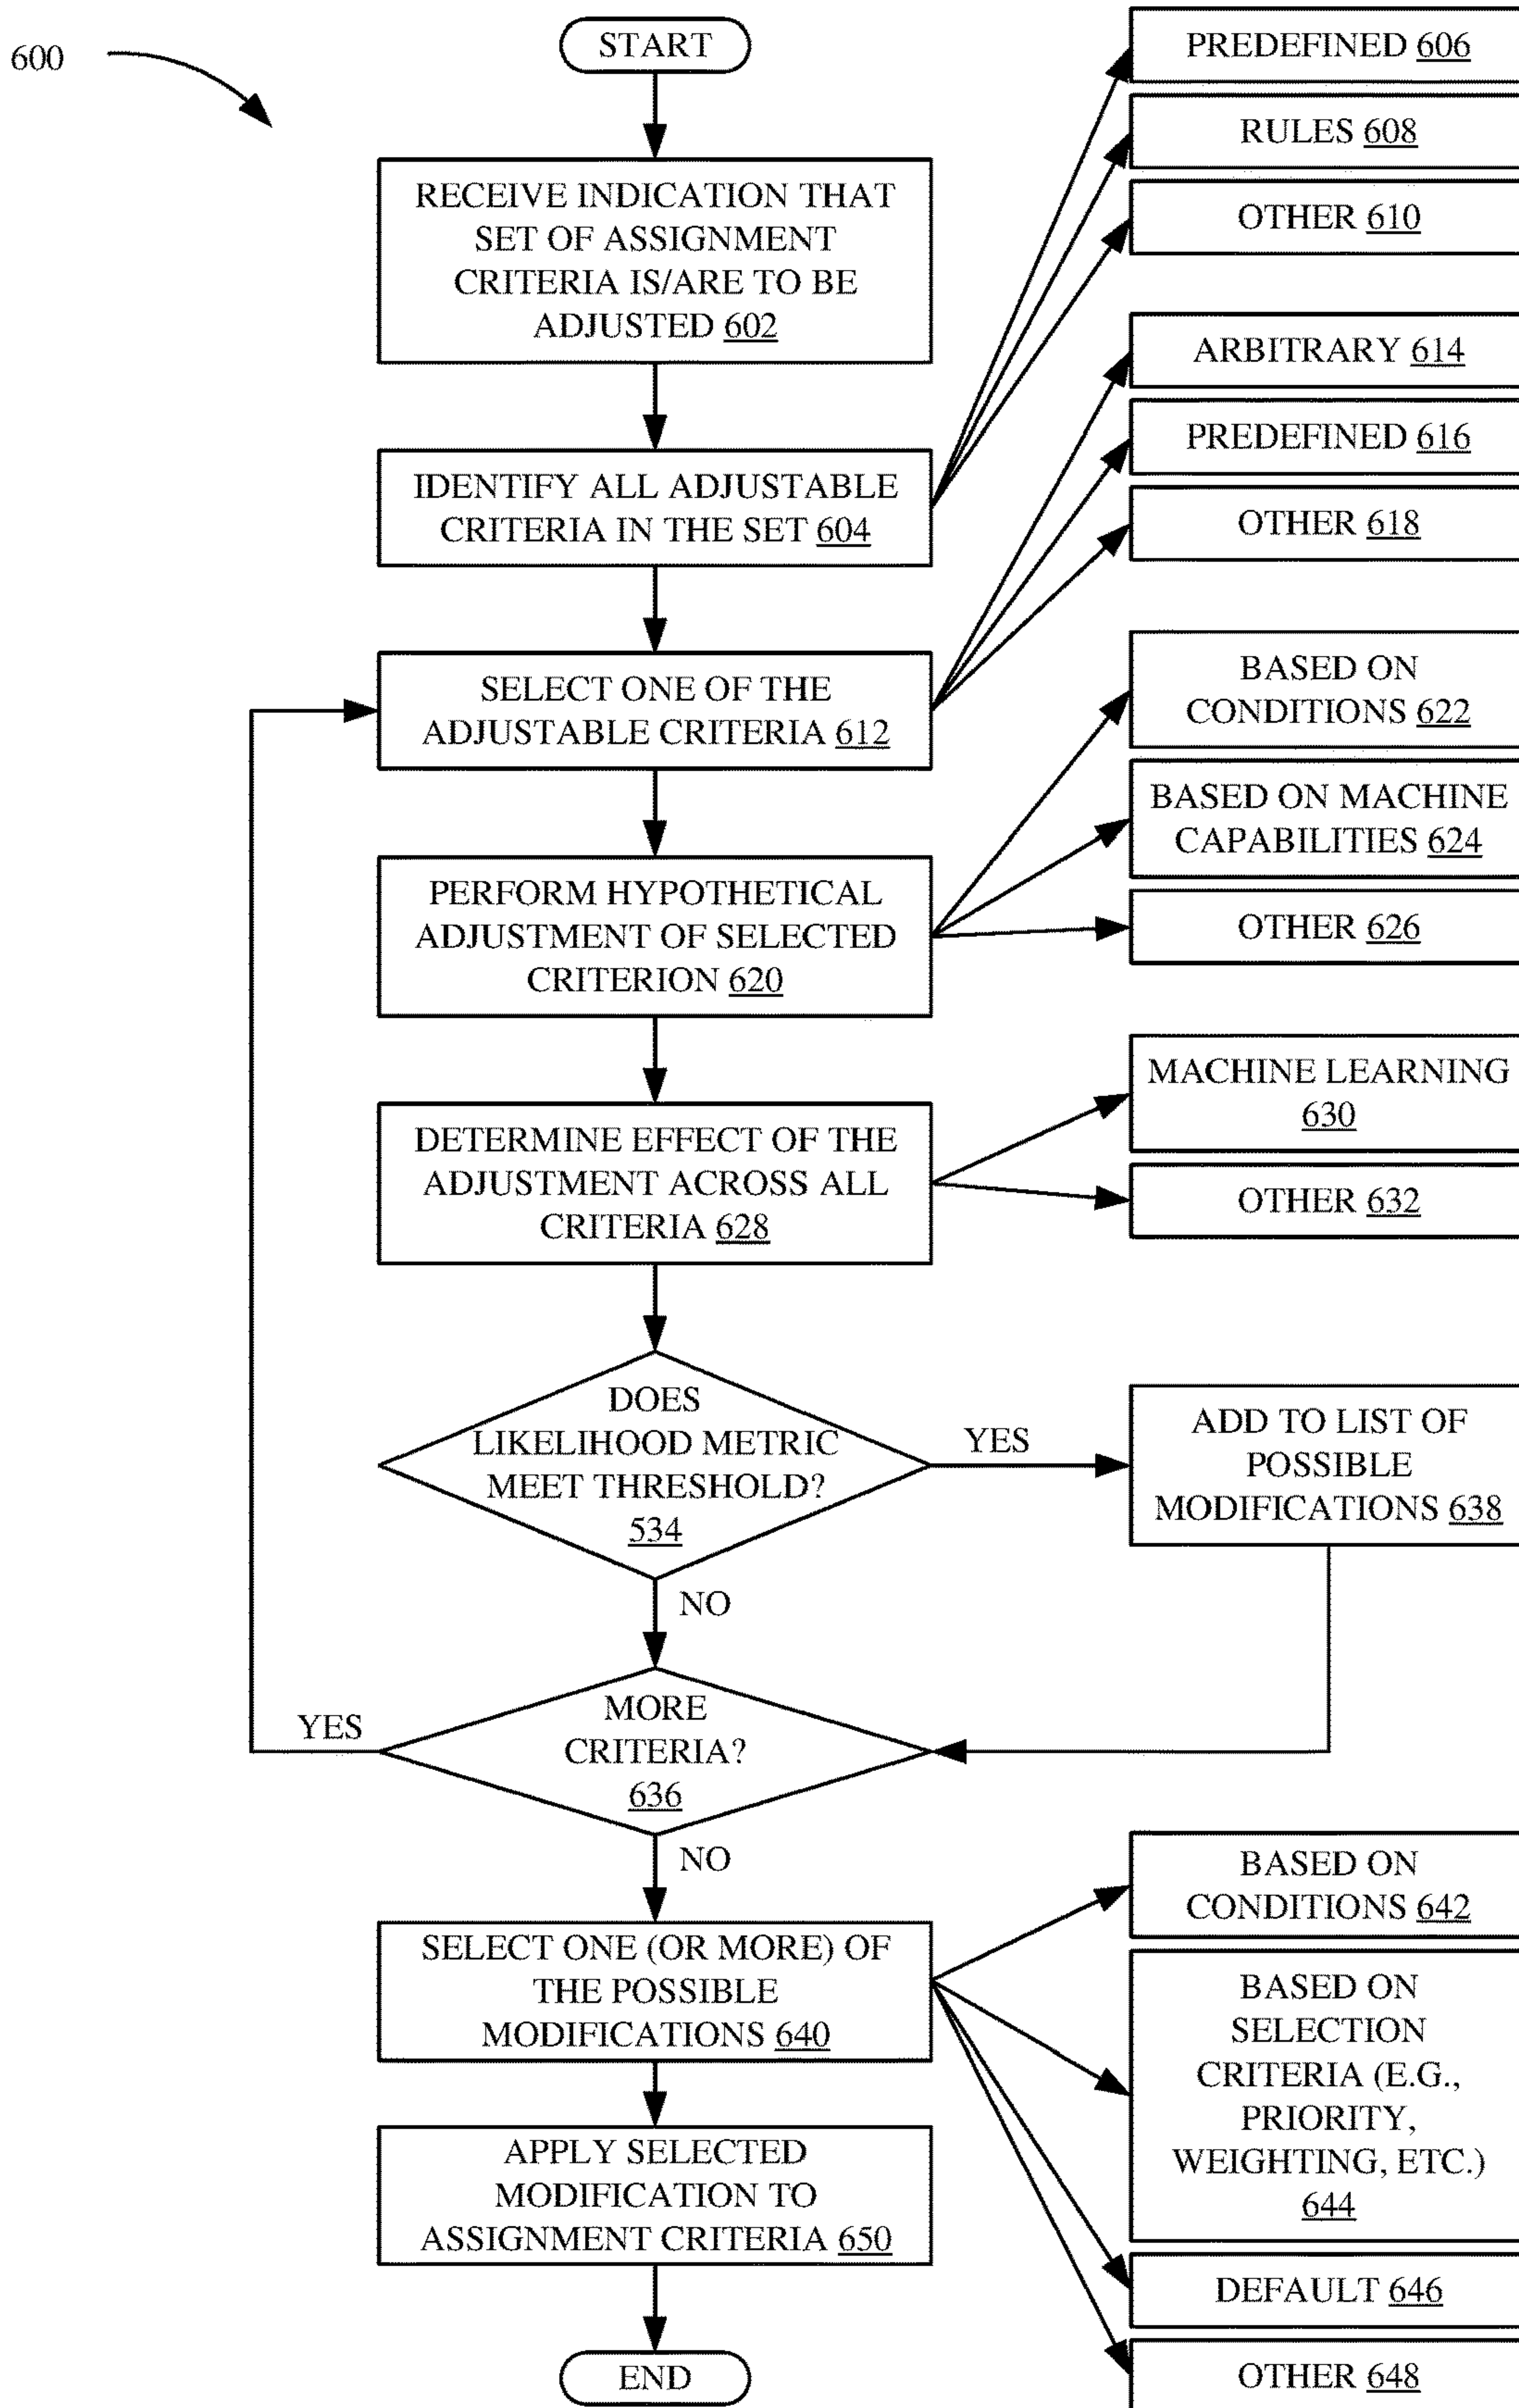 600
START
RECEIVE INDICATION THAT
SET OF ASSIGNMENT
CRITERIA IS/ARE TO BE
ADJUSTED 602
IDENTIFY ALL ADJUSTABLE
CRITERIA IN THE SET 604
PREDEFINED 606
RULES 608
OTHER 610
SELECT ONE OF THE
ADJUSTABLE CRITERIA 612
ARBITRARY 614
PREDEFINED 616
OTHER 618
PERFORM HYPOTHETICAL
ADJUSTMENT OF SELECTED
CRITERION 620
BASED ON
CONDITIONS 622
BASED ON MACHINE
CAPABILITIES 624
OTHER 626
DETERMINE EFFECT OF THE
ADJUSTMENT ACROSS ALL
CRITERIA 628
MACHINE LEARNING
630
OTHER 632
DOES
LIKELIHOOD METRIC
MEET THRESHOLD?
534
YES
ADD TO LIST OF
POSSIBLE
MODIFICATIONS 638
NO
MORE
CRITERIA?
636
YES
NO
SELECT ONE (OR MORE) OF
THE POSSIBLE
MODIFICATIONS 640
BASED ON
CONDITIONS 642
BASED ON
SELECTION
CRITERIA (E.G.,
PRIORITY,
WEIGHTING, ETC.)
644
DEFAULT 646
OTHER 648
APPLY SELECTED
MODIFICATION TO
ASSIGNMENT CRITERIA 650
END